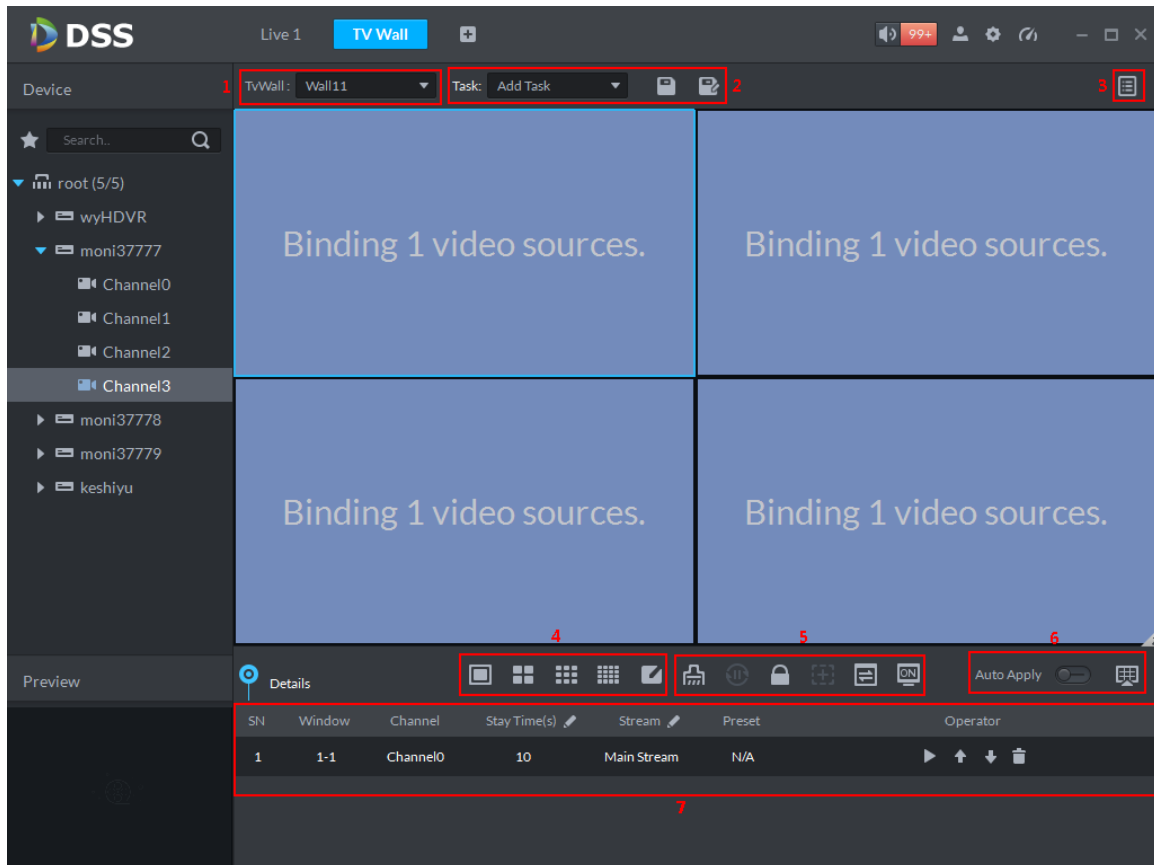 DSS Live 1 TV Wall 99+
Device 1 TvWall: Wall11 Task: Add Task 2 3
Search..
root (5/5)
wyHDVR
moni37777
Channel0
Channel1
Channel2
Channel3
moni37778
moni37779
keshiyu
Binding 1 video sources. Binding 1 video sources.
Binding 1 video sources. Binding 1 video sources.
4 5 6
Preview Details ON Auto Apply
SN Window Channel Stay Time(s) Stream Preset Operator
1 1-1 Channel0 10 Main Stream N/A
7